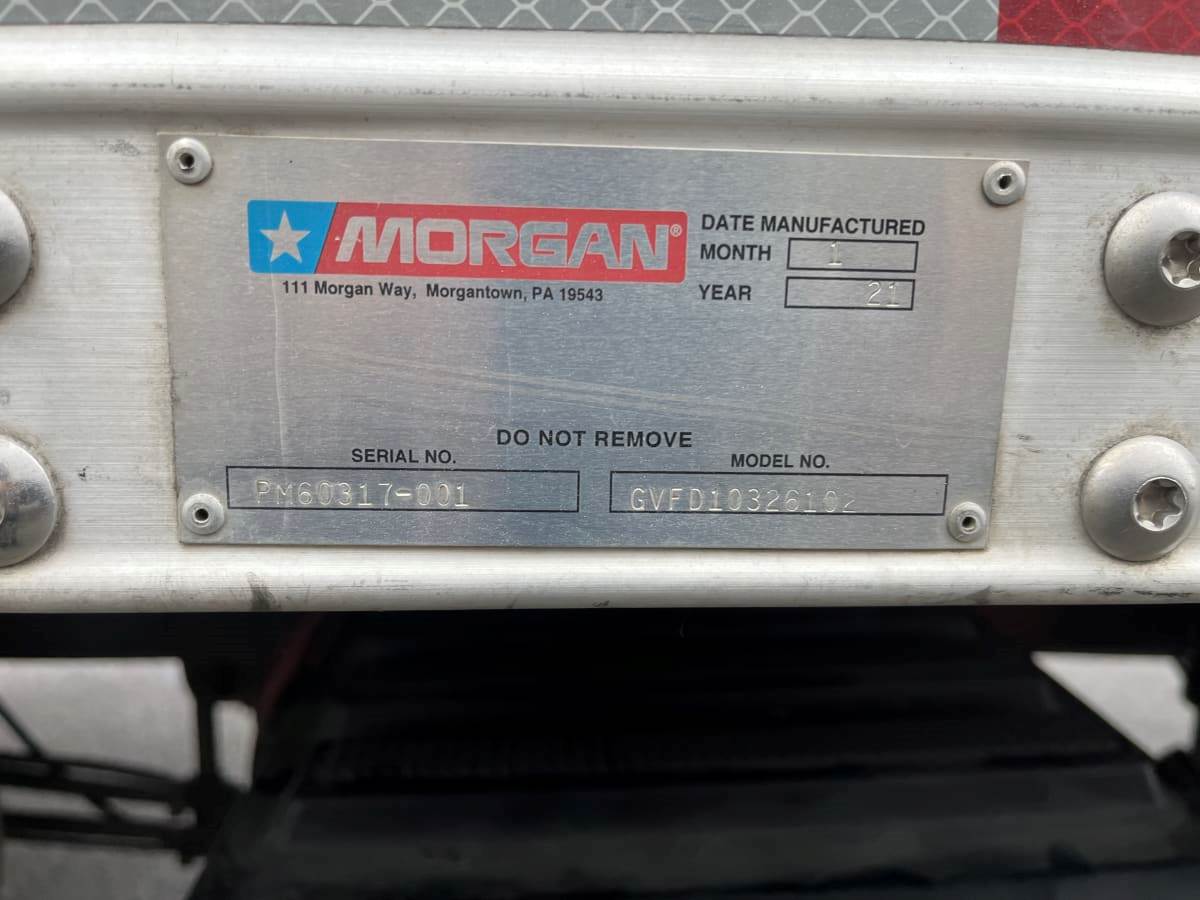 MORGAN®
111 Morgan Way, Morgantown, PA 19543
DATE MANUFACTURED
MONTH 1
YEAR 21
DO NOT REMOVE
SERIAL NO.
PM60317-001
MODEL NO.
GVFD10326102